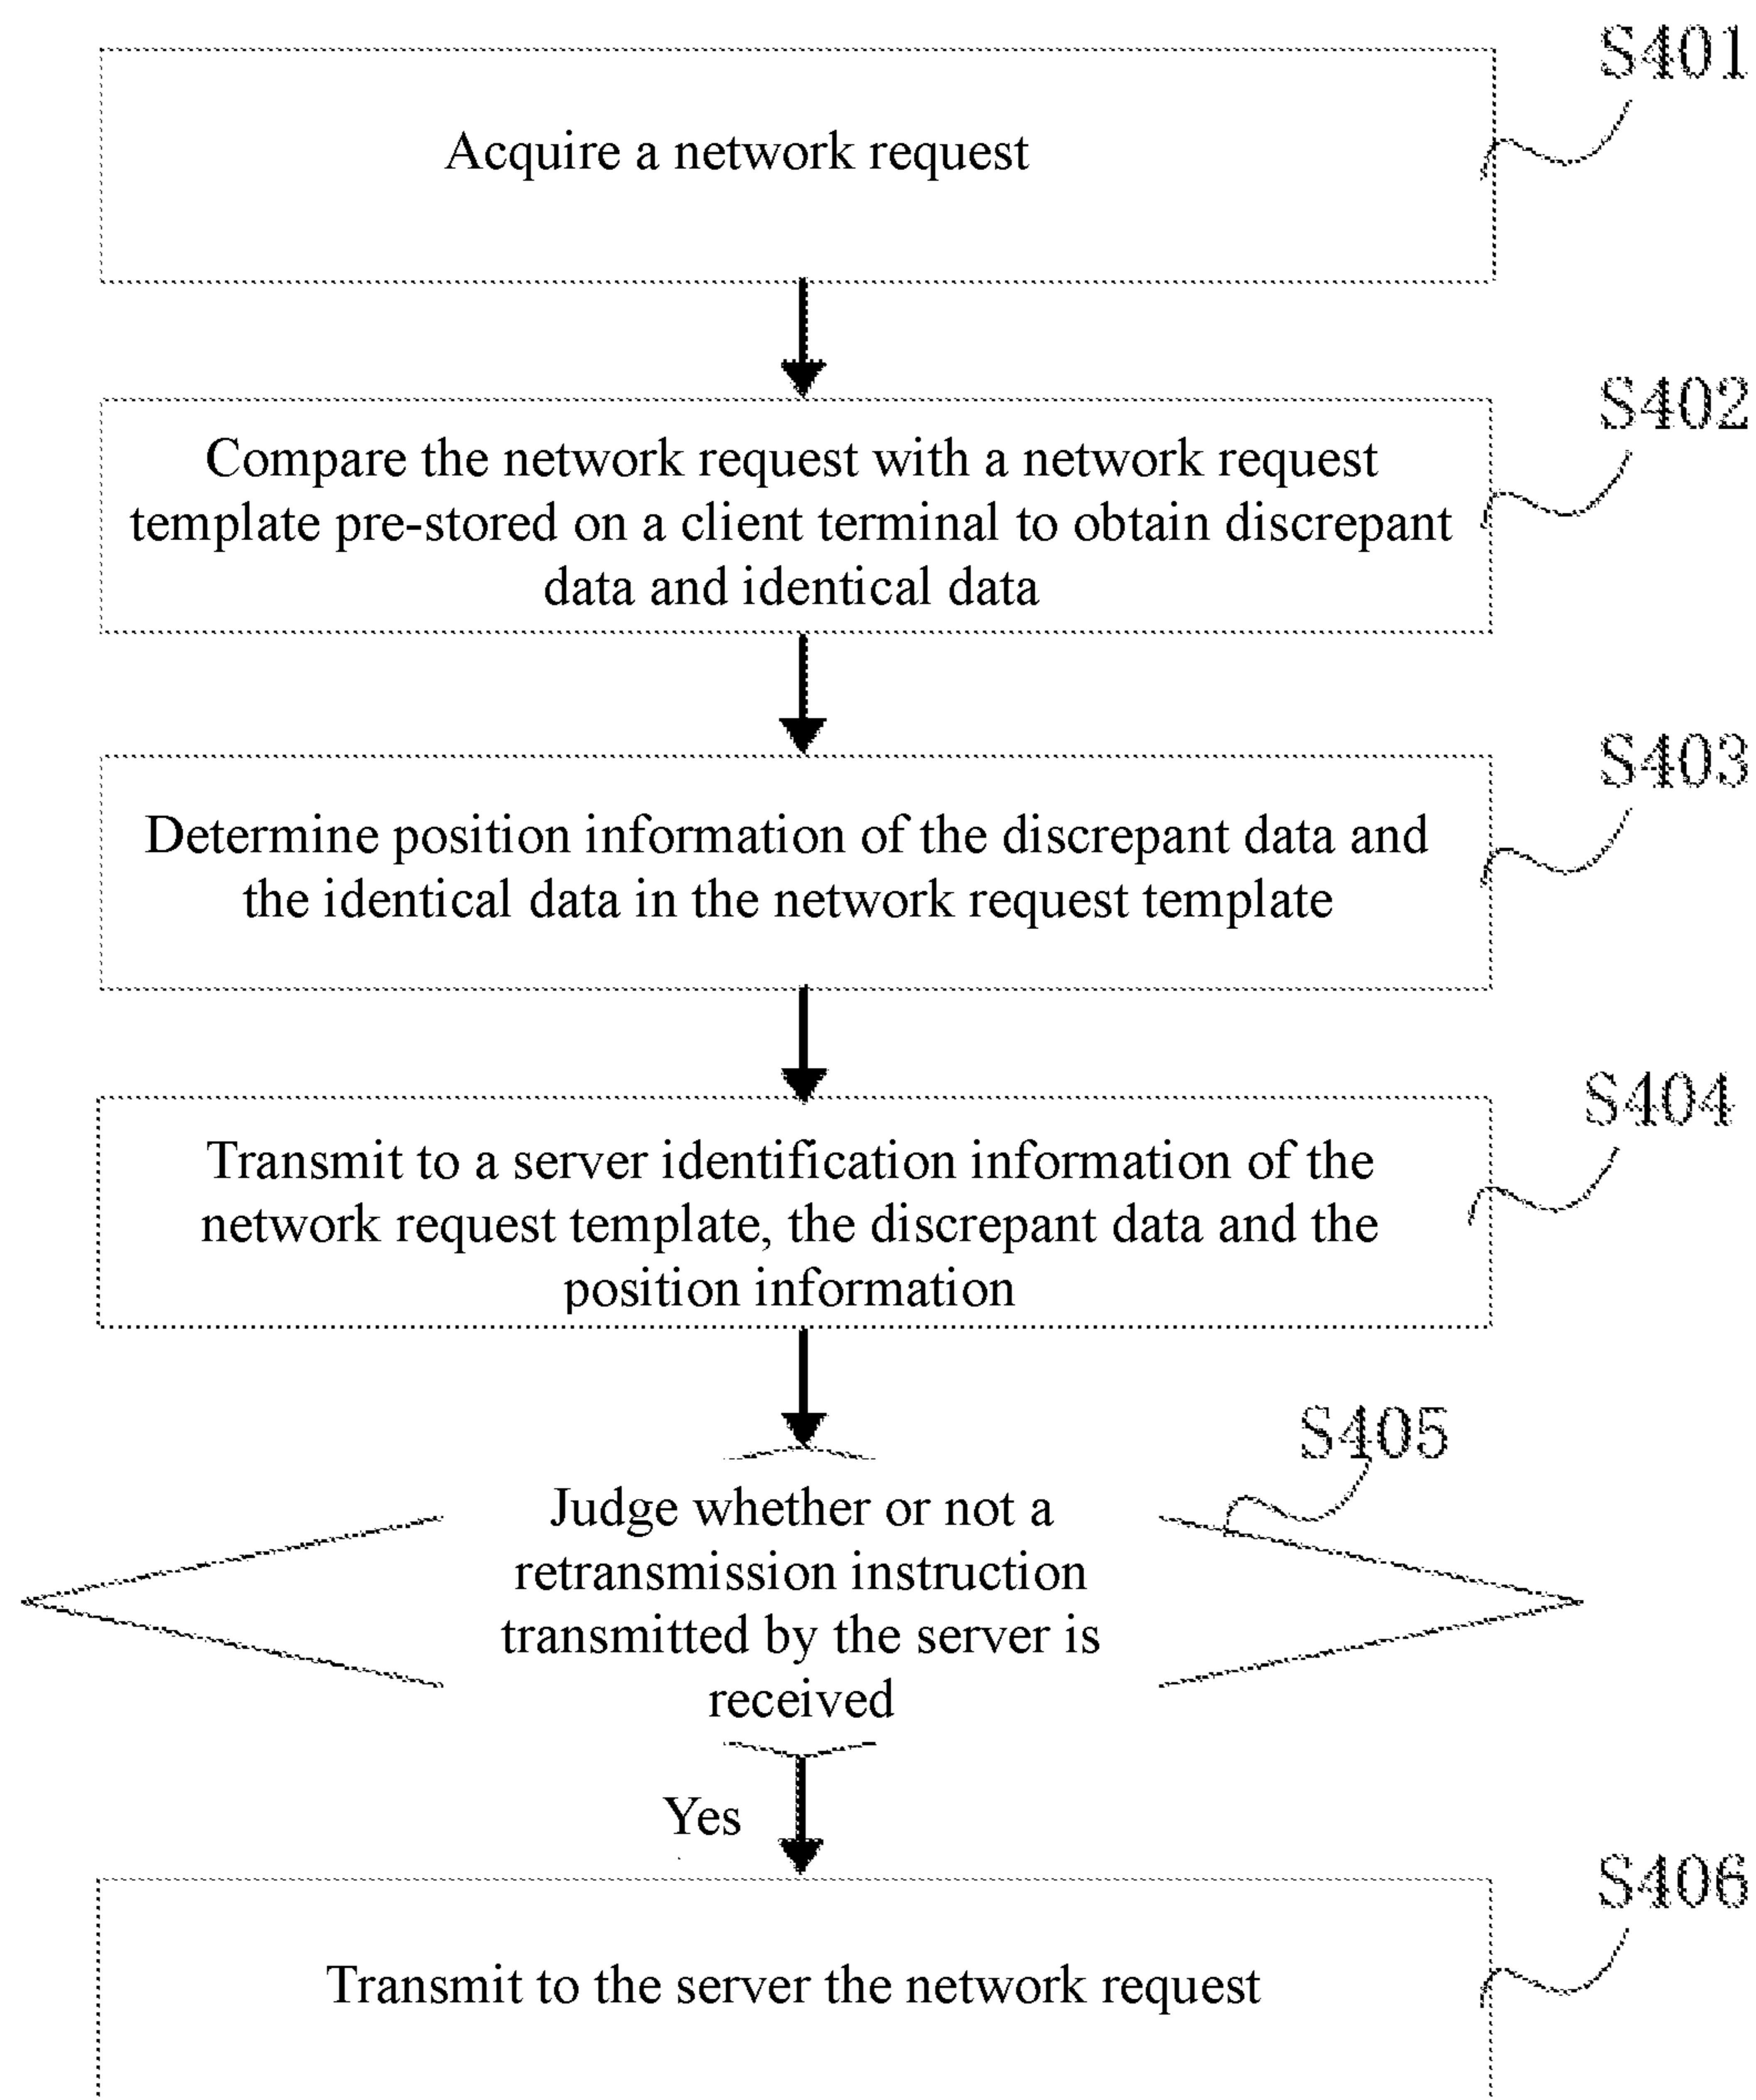 S401
Acquire a network request
S402
Compare the network request with a network request
template pre-stored on a client terminal to obtain discrepant
data and identical data
S403
Determine position information of the discrepant data and
the identical data in the network request template
S404
Transmit to a server identification information of the
network request template, the discrepant data and the
position information
S405
Judge whether or not a
retransmission instruction
transmitted by the server is
received
Yes
S406
Transmit to the server the network request